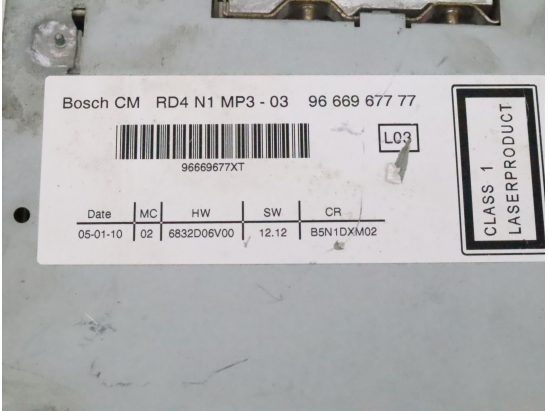 Bosch CM RD4 N1 MP3 - 03 96 669 677 77
L03
96669677XT
Date MC HW SW CR
05-01-10 02 6832D06V00 12.12 B5N1DXM02
CLASS 1
LASERPRODUCT